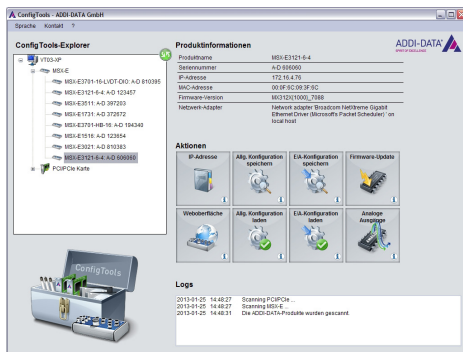 ConfigTools - ADDI-DATA GmbH
Sprache Kontakt ?
ConfigTools-Explorer
VT03-XP
MSX-E
MSX-E3701-16-LVDT-DIO: A-D 810395
MSX-E3121-6-4: A-D 123457
MSX-E3511: A-D 397203
MSX-E1731: A-D 372672
MSX-E3701-HB-16: A-D 194340
MSX-E1516: A-D 123654
MSX-E3021: A-D 810383
MSX-E3121-6-4: A-D 606060
PCI/PCIe Karte
ConfigTools
Produktinformationen
ADDI-DATA
SPIRIT OF EXCELLENCE
Produktname MSX-E3121-6-4
Seriennummer A-D 606060
IP-Adresse 172.16.4.76
MAC-Adresse 00:0F:6C:09:3F:6C
Firmware-Version MX312X(1000)_7088
Netzwerk-Adapter Network adapter 'Broadcom NetXtreme Gigabit
Ethernet Driver (Microsoft's Packet Scheduler) ' on
local host
Aktionen
IP-Adresse
Allg. Konfiguration
speichern
E/A-Konfiguration
speichern
Firmware-Update
Weboberfläche
Allg. Konfiguration
laden
E/A-Konfiguration
laden
Analoge
Ausgänge
Logs
2013-01-25 14:48:27 Scanning PCI/PCIe ...
2013-01-25 14:48:27 Scanning MSX-E ...
2013-01-25 14:48:31 Die ADDI-DATA-Produkte wurden gescannt